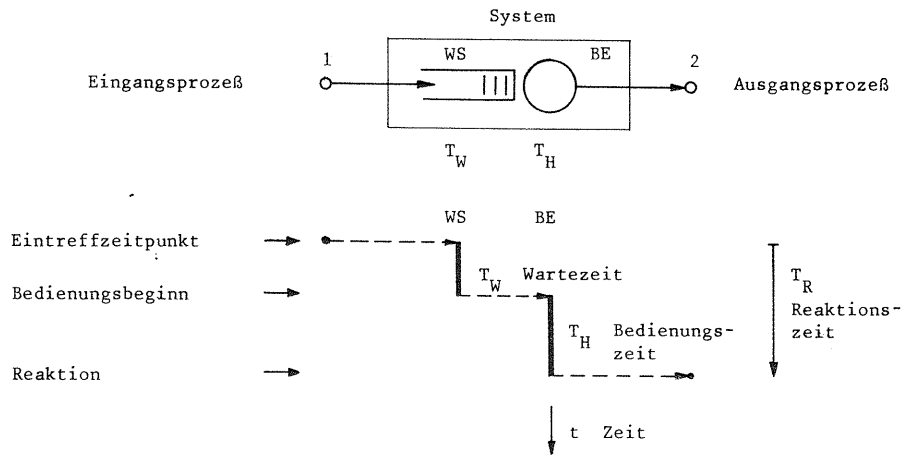 System
1
WS
BE
2
Eingangsprozeß
Ausgangsprozeß
T_W
T_H
WS
BE
Eintreffzeitpunkt
T_W Wartezeit
T_R
Bedienungsbeginn
Reaktions-
zeit
T_H Bedienungs-
zeit
Reaktion
t Zeit